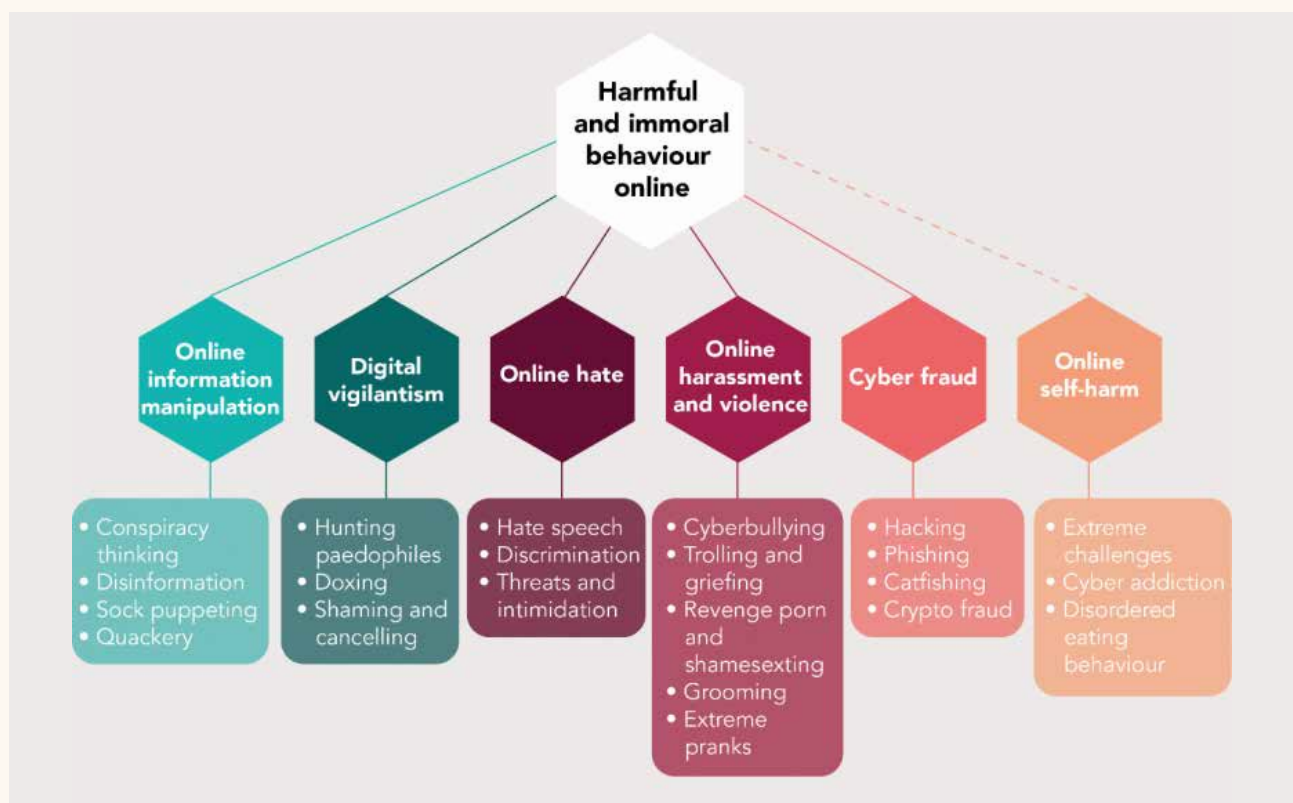 Harmful
and immoral
behaviour
online
Online
information
manipulation
Digital
vigilantism
Online hate
Online
harassment
and violence
Cyber fraud
Online
self-harm
• Conspiracy
thinking
• Disinformation
• Sock puppeting
• Quackery
• Hunting
paedophiles
• Doxing
• Shaming and
cancelling
• Hate speech
• Discrimination
• Threats and
intimidation
• Cyberbullying
• Trolling and
griefing
• Revenge porn
and
shamesexting
• Grooming
• Extreme
pranks
• Hacking
• Phishing
• Catfishing
• Crypto fraud
• Extreme
challenges
• Cyber addiction
• Disordered
eating
behaviour